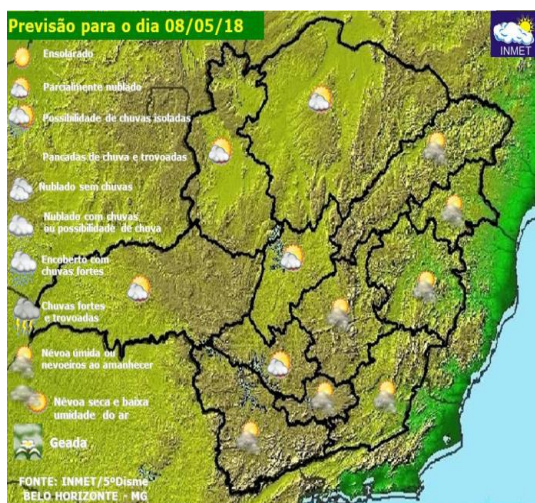 Previsão para o dia 08/05/18
INMET
Ensolarado
Parcialmente nublado
Possibilidade de chuvas isoladas
Pancadas de chuva e trovoadas
Nublado sem chuvas
Nublado com chuvas
ou possibilidade de chuva
Encoberto com
chuvas fortes
Chuvas fortes
e trovoadas
Névoa úmida ou
nevoeiros ao amanhecer
Névoa seca e baixa
umidade do ar
Geada
FONTE: INMET/5ºDisme
BELO HORIZONTE - MG